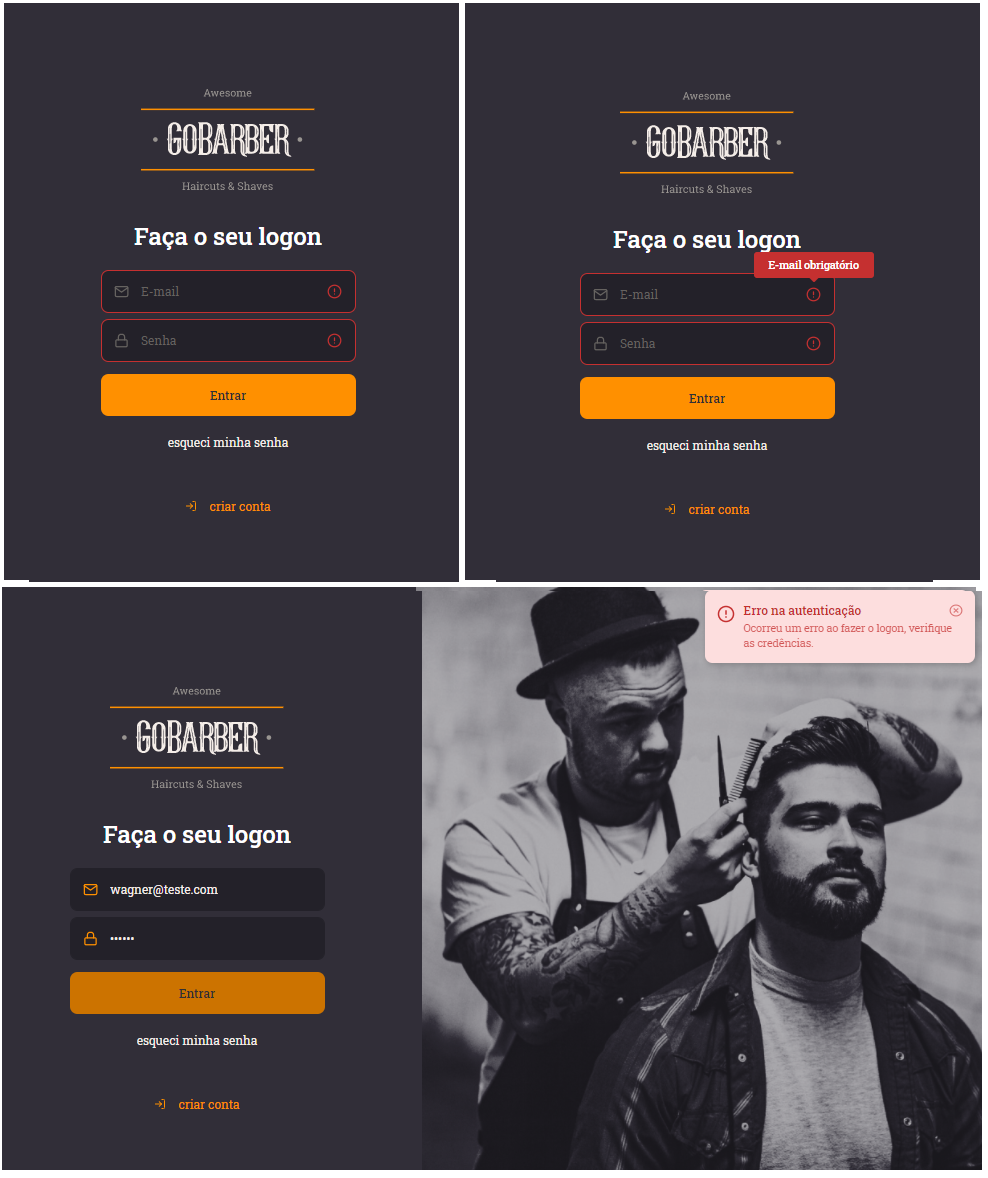 Awesome
GOBARBER
Haircuts & Shaves
Faça o seu logon
E-mail
Senha
Entrar
esqueci minha senha
criar conta
Awesome
GOBARBER
Haircuts & Shaves
Faça o seu logon
E-mail obrigatório
E-mail
Senha
Entrar
esqueci minha senha
criar conta
Awesome
GOBARBER
Haircuts & Shaves
Faça o seu logon
wagner@teste.com
••••••
Entrar
esqueci minha senha
criar conta
Erro na autenticação
Ocorreu um erro ao fazer o logon, verifique
as credências.